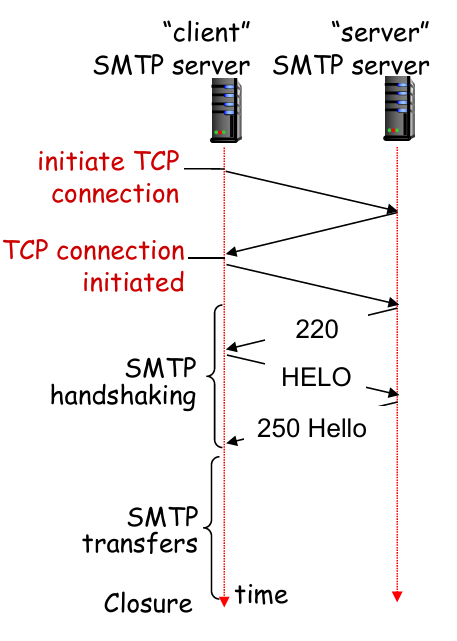 “client”
SMTP server
“server”
SMTP server
initiate TCP
connection
TCP connection
initiated
220
SMTP
handshaking
HELO
250 Hello
SMTP
transfers
time
Closure